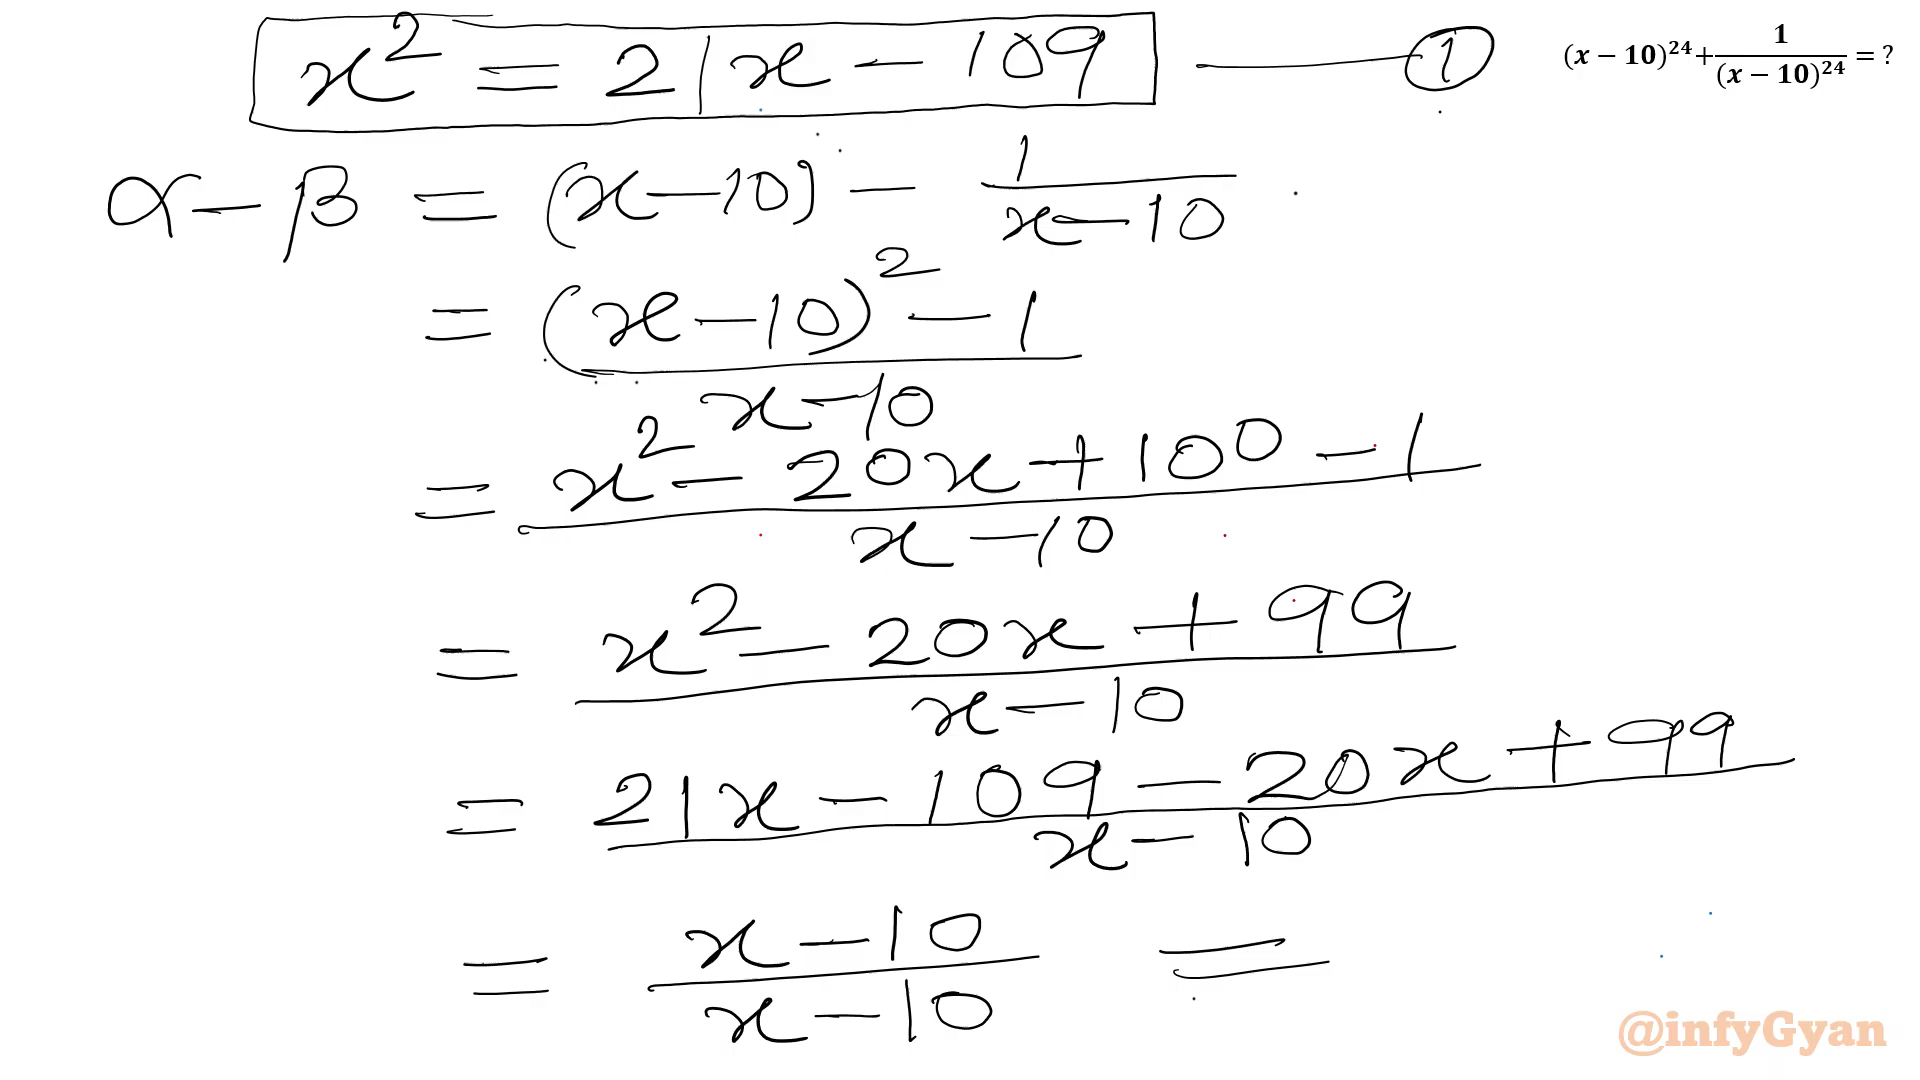 x² = 21x - 109 —— ①
(x − 10)²⁴ + 1/(x − 10)²⁴ = ?
α - β = (x-10) - 1/(x-10)
= ((x-10)² - 1)/(x-10)
= (x² - 20x + 100 - 1)/(x-10)
= (x² - 20x + 99)/(x-10)
= (21x - 109 - 20x + 99)/(x-10)
= (x-10)/(x-10) =
@infyGyan